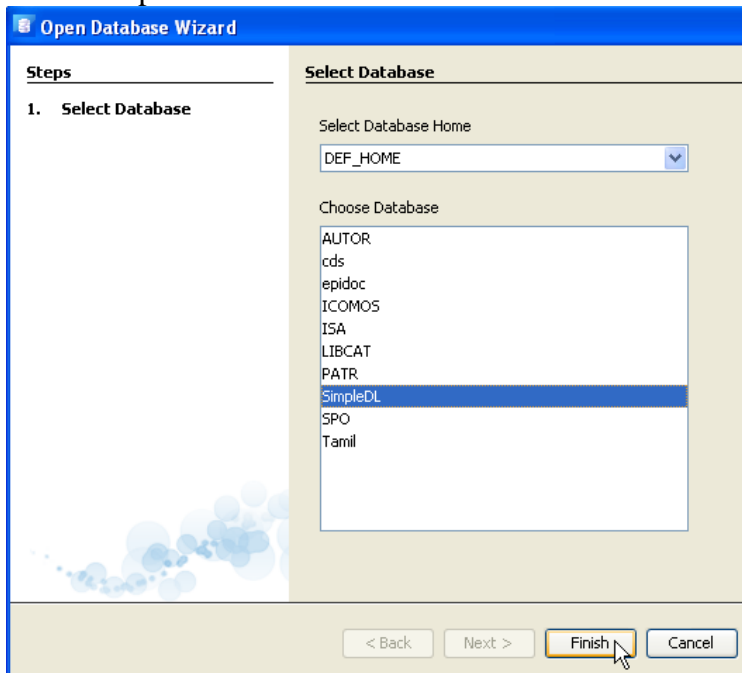 Open Database Wizard
Steps
1. Select Database
Select Database
Select Database Home
DEF_HOME
Choose Database
AUTOR
cds
epidoc
ICOMOS
ISA
LIBCAT
PATR
SimpleDL
SPO
Tamil
< Back Next > Finish Cancel